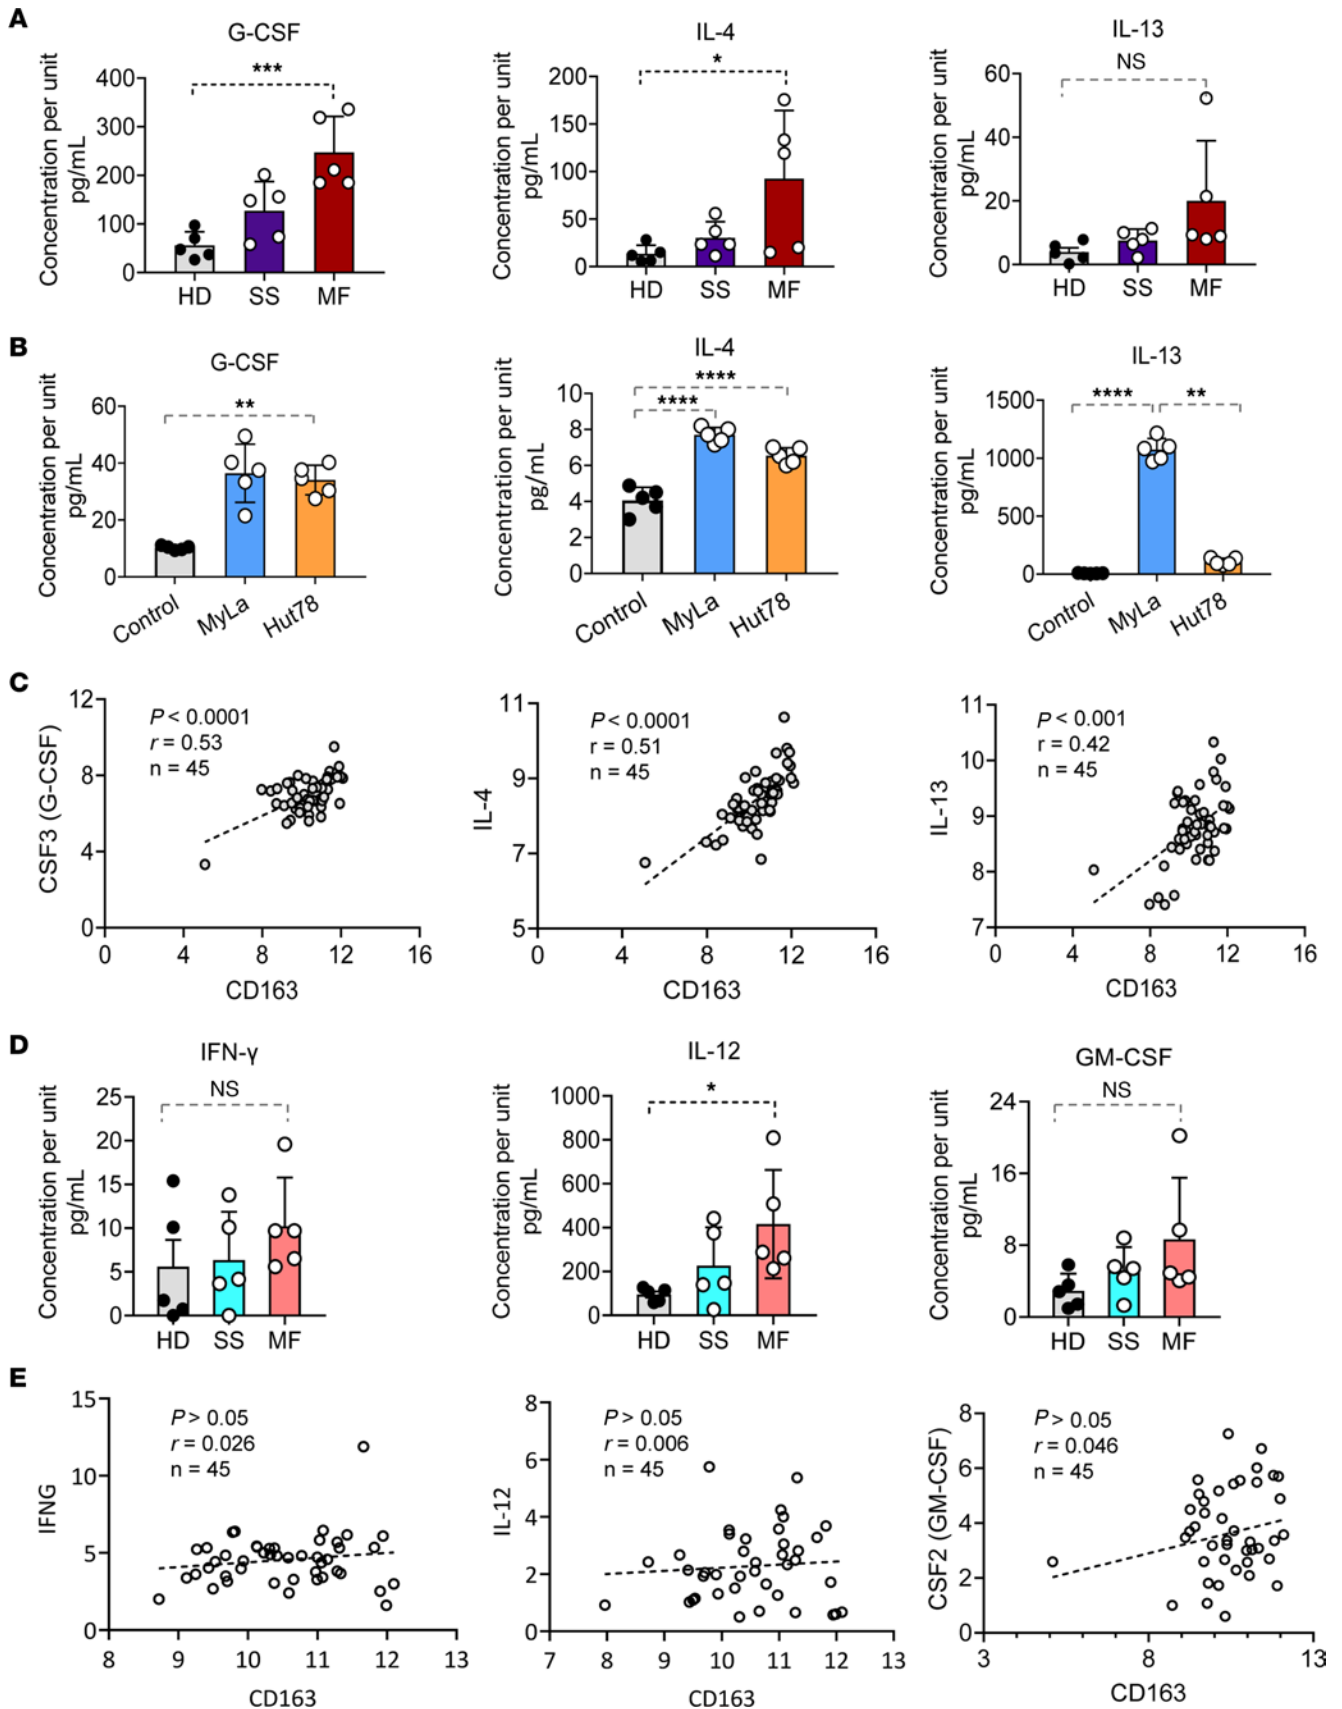 A
G-CSF
Concentration per unit
pg/mL
400
300
200
100
0
***
HD SS MF
IL-4
Concentration per unit
pg/mL
200
150
100
50
0
*
HD SS MF
IL-13
Concentration per unit
pg/mL
60
40
20
0
NS
HD SS MF
B
G-CSF
Concentration per unit
pg/mL
60
40
20
0
**
Control MyLa Hut78
IL-4
Concentration per unit
pg/mL
10
8
6
4
2
0
****
****
Control MyLa Hut78
IL-13
Concentration per unit
pg/mL
1500
1000
500
0
**** **
Control MyLa Hut78
C
CSF3 (G-CSF)
12
8
4
0
P < 0.0001
r = 0.53
n = 45
0 4 8 12 16
CD163
IL-4
11
9
7
5
P < 0.0001
r = 0.51
n = 45
0 4 8 12 16
CD163
IL-13
11
10
9
8
7
P < 0.001
r = 0.42
n = 45
0 4 8 12 16
CD163
D
IFN-γ
Concentration per unit
pg/mL
25
20
15
10
5
0
NS
HD SS MF
IL-12
Concentration per unit
pg/mL
1000
800
600
400
200
0
*
HD SS MF
GM-CSF
Concentration per unit
pg/mL
24
16
8
0
NS
HD SS MF
E
IFNG
15
10
5
0
P > 0.05
r = 0.026
n = 45
8 9 10 11 12 13
CD163
IL-12
8
6
4
2
0
P > 0.05
r = 0.006
n = 45
7 8 9 10 11 12 13
CD163
CSF2 (GM-CSF)
8
6
4
2
0
P > 0.05
r = 0.046
n = 45
3 8 13
CD163